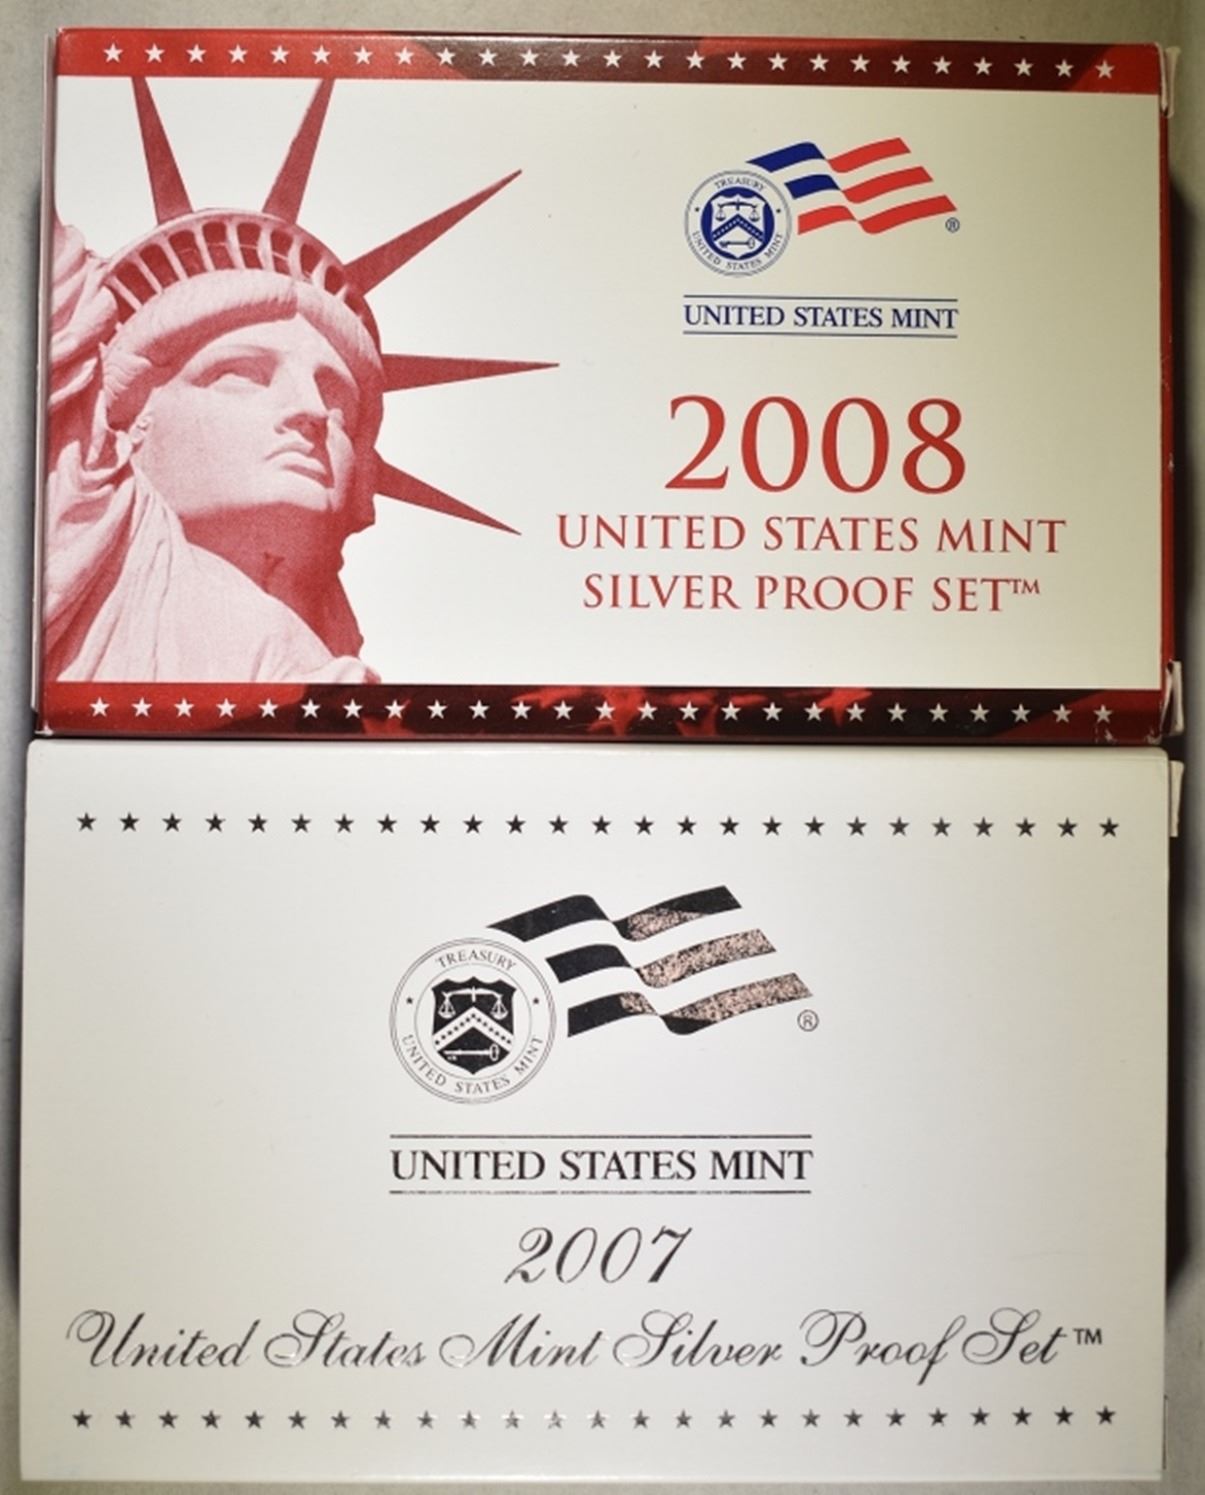 TREASURY
UNITED STATES MINT
®
UNITED STATES MINT
2008
UNITED STATES MINT
SILVER PROOF SET™
TREASURY
UNITED STATES MINT
®
UNITED STATES MINT
2007
United States Mint Silver Proof Set™